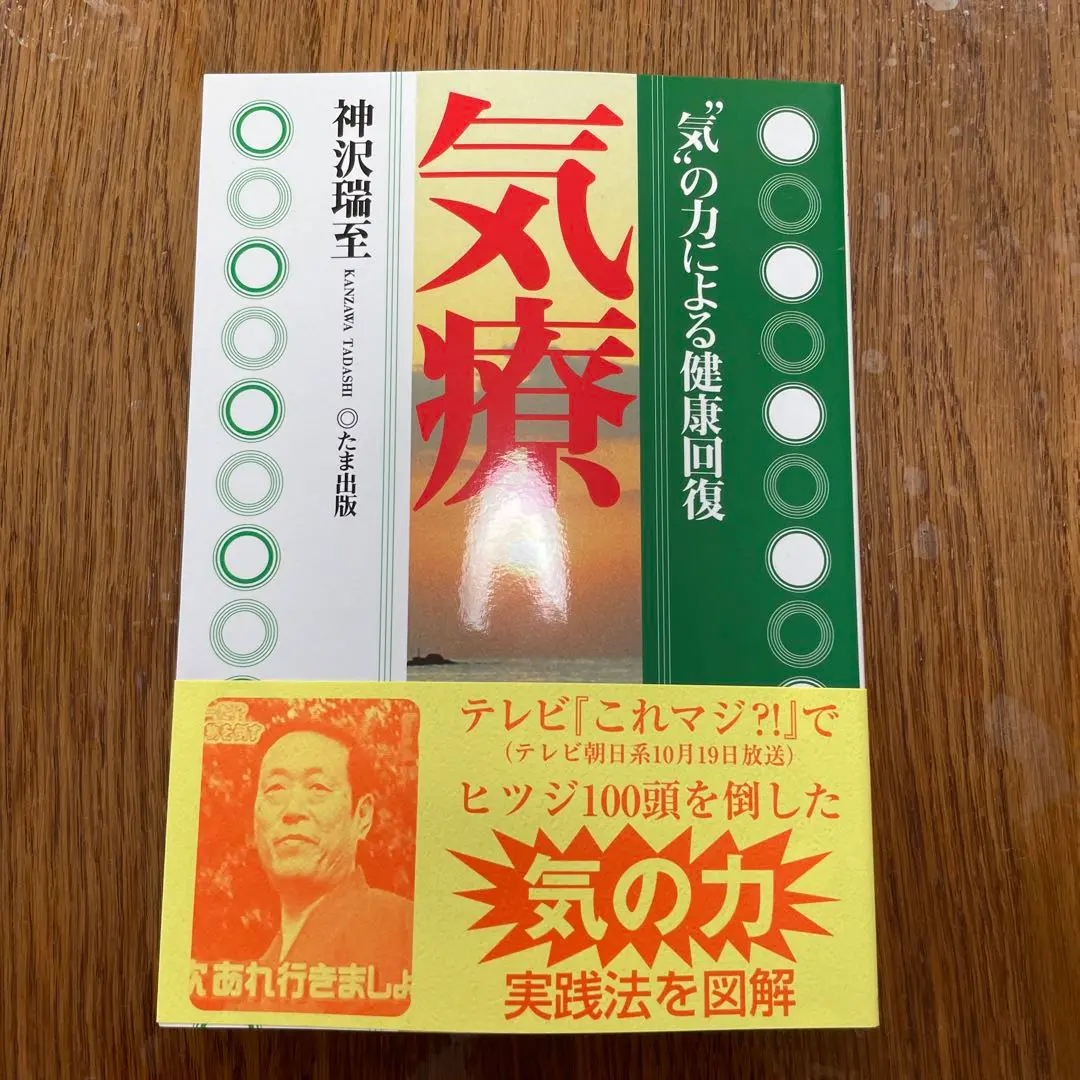 ”気“の力による健康回復
気療
神沢瑞至
KANZAWA TADASHI
◎たま出版
テレビ『これマジ?!』で
(テレビ朝日系10月19日放送)
ヒツジ100頭を倒した
気の力
実践法を図解
あれ行きましょ